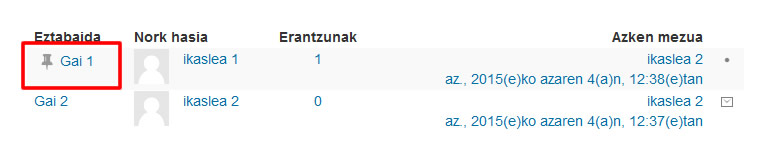 Eztabaida Nork hasia Erantzunak Azken mezua
Gai 1 ikaslea 1 1 ikaslea 2
az., 2015(e)ko azaren 4(a)n, 12:38(e)tan
Gai 2 ikaslea 2 0 ikaslea 2
az., 2015(e)ko azaren 4(a)n, 12:37(e)tan